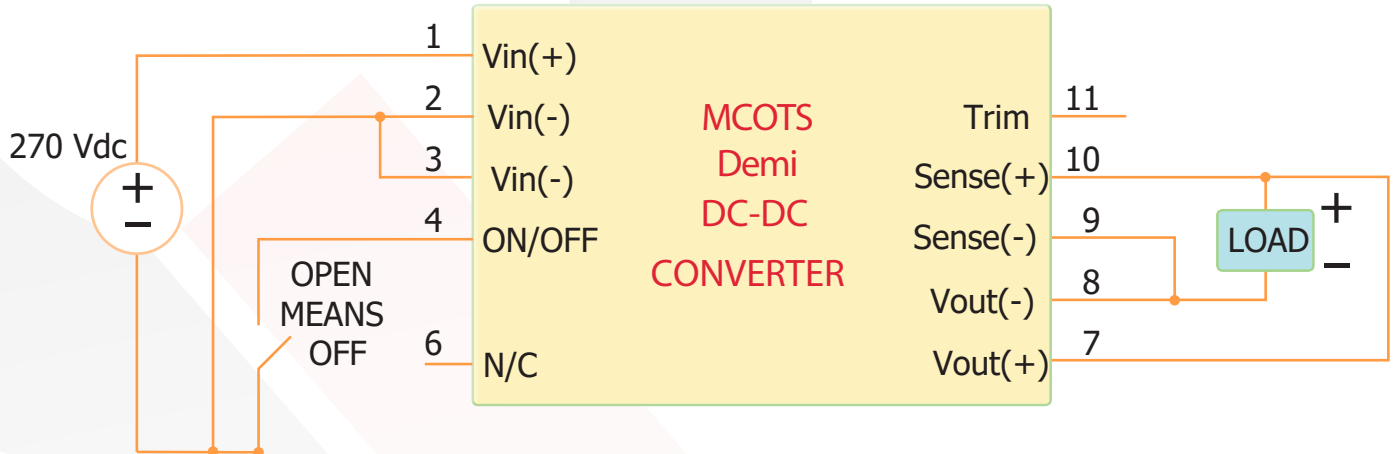 1
Vin(+)
2
Vin(-)
MCOTS
Trim
11
270 Vdc
+
−
3
Vin(-)
Demi
Sense(+)
10
DC-DC
4
ON/OFF
Sense(-)
9
LOAD
+
−
CONVERTER
OPEN
MEANS
OFF
Vout(-)
8
6
N/C
Vout(+)
7